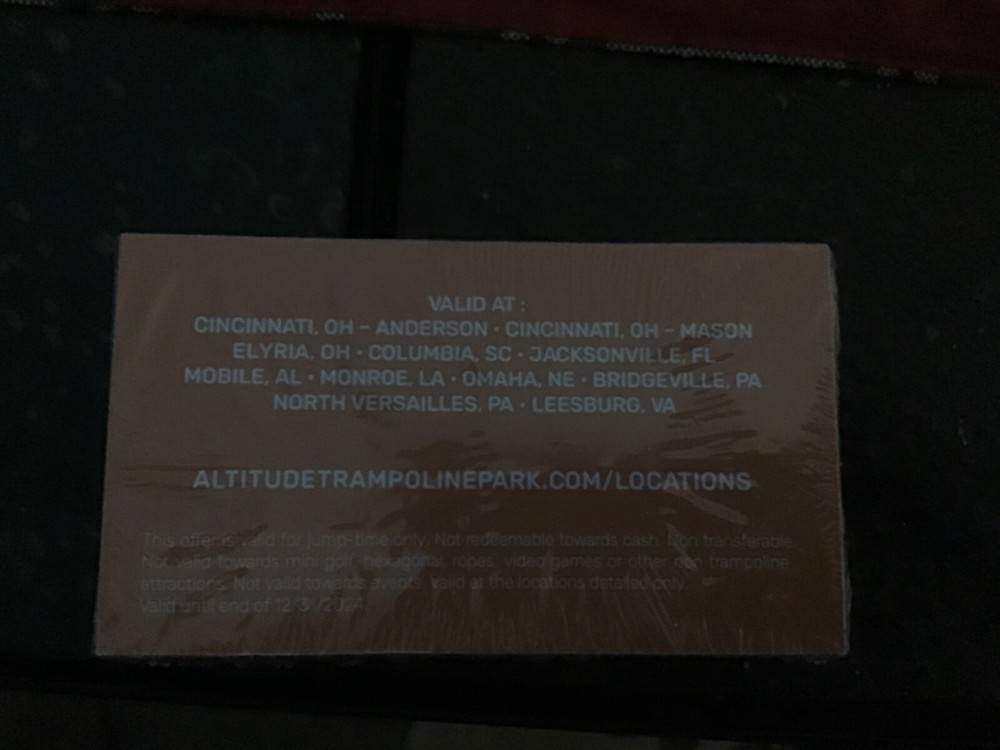 VALID AT :
CINCINNATI, OH – ANDERSON • CINCINNATI, OH – MASON
ELYRIA, OH • COLUMBIA, SC • JACKSONVILLE, FL
MOBILE, AL • MONROE, LA • OMAHA, NE • BRIDGEVILLE, PA
NORTH VERSAILLES, PA • LEESBURG, VA
ALTITUDETRAMPOLINEPARK.COM/LOCATIONS
This offer is valid for jump-time only. Not redeemable towards cash. Non transferable.
Not valid towards mini golf, hexagonal ropes, video games or other non trampoline
attractions. Not valid towards events, valid at the locations detailed only.
Valid until end of 12/31/2024